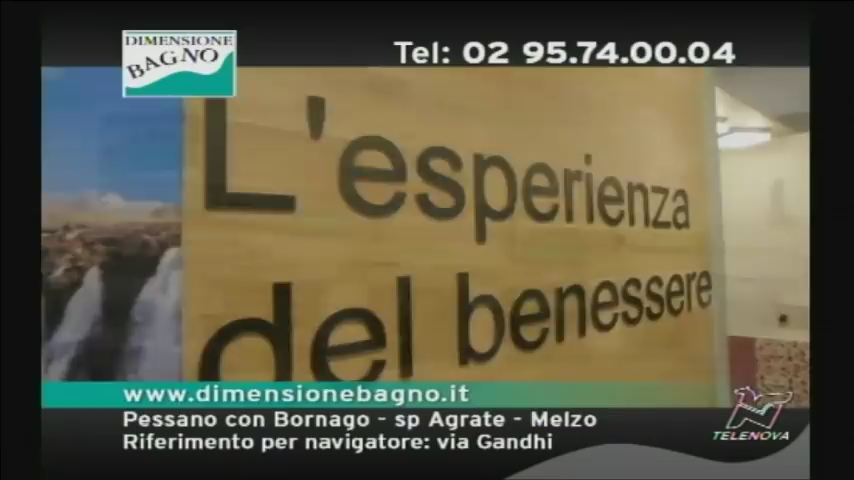 DIMENSIONE
BAGNO
Tel: 02 95.74.00.04
L'esperienza
del benessere
www.dimensionebagno.it
Pessano con Bornago - sp Agrate - Melzo
Riferimento per navigatore: via Gandhi
TELENOVA